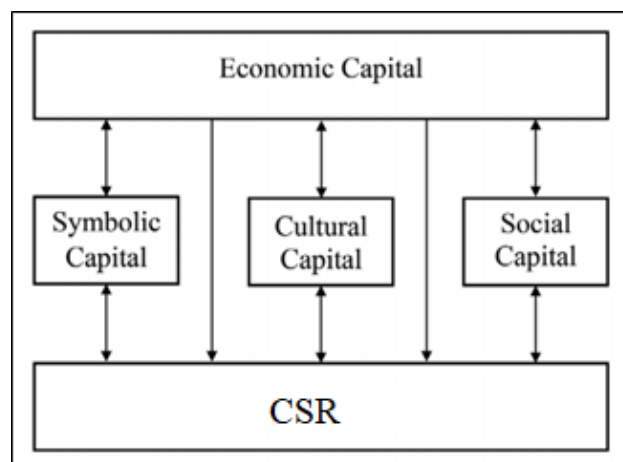 Economic Capital
Symbolic
Capital
Cultural
Capital
Social
Capital
CSR